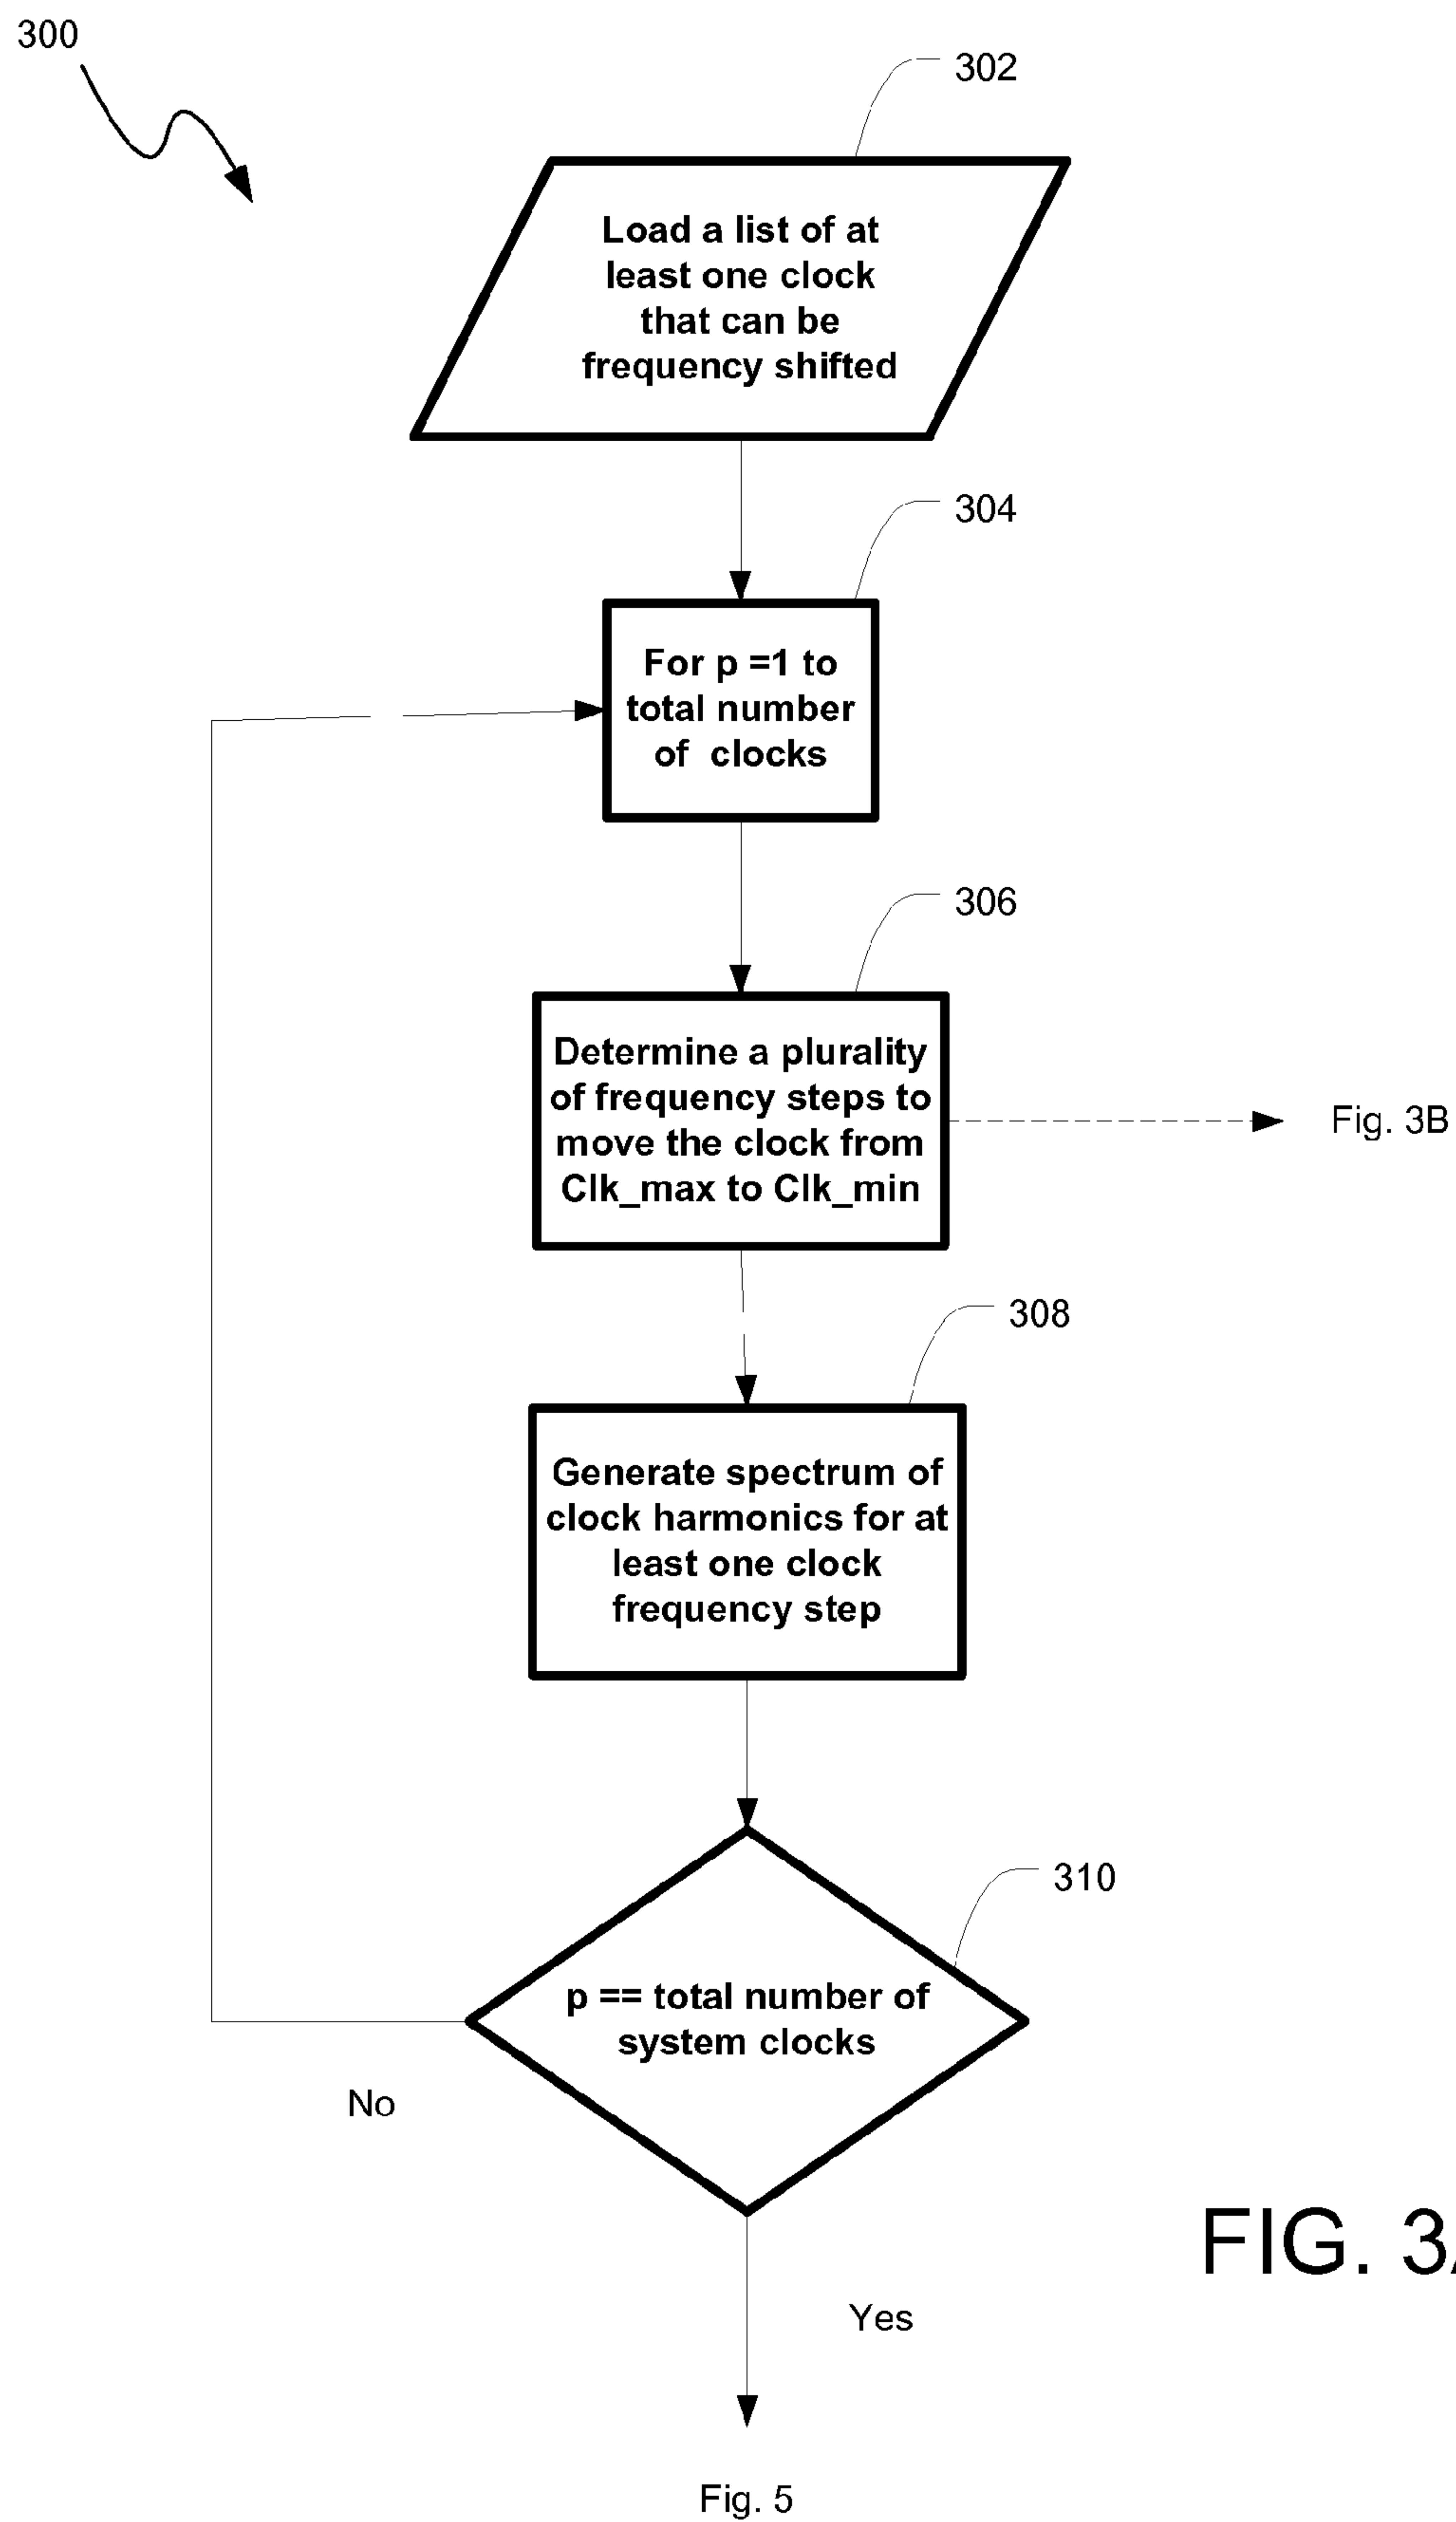 300
302
Load a list of at
least one clock
that can be
frequency shifted
304
For p =1 to
total number
of clocks
306
Determine a plurality
of frequency steps to
move the clock from
Clk_max to Clk_min
Fig. 3B
308
Generate spectrum of
clock harmonics for at
least one clock
frequency step
310
p == total number of
system clocks
No
Yes
FIG. 3A
Fig. 5